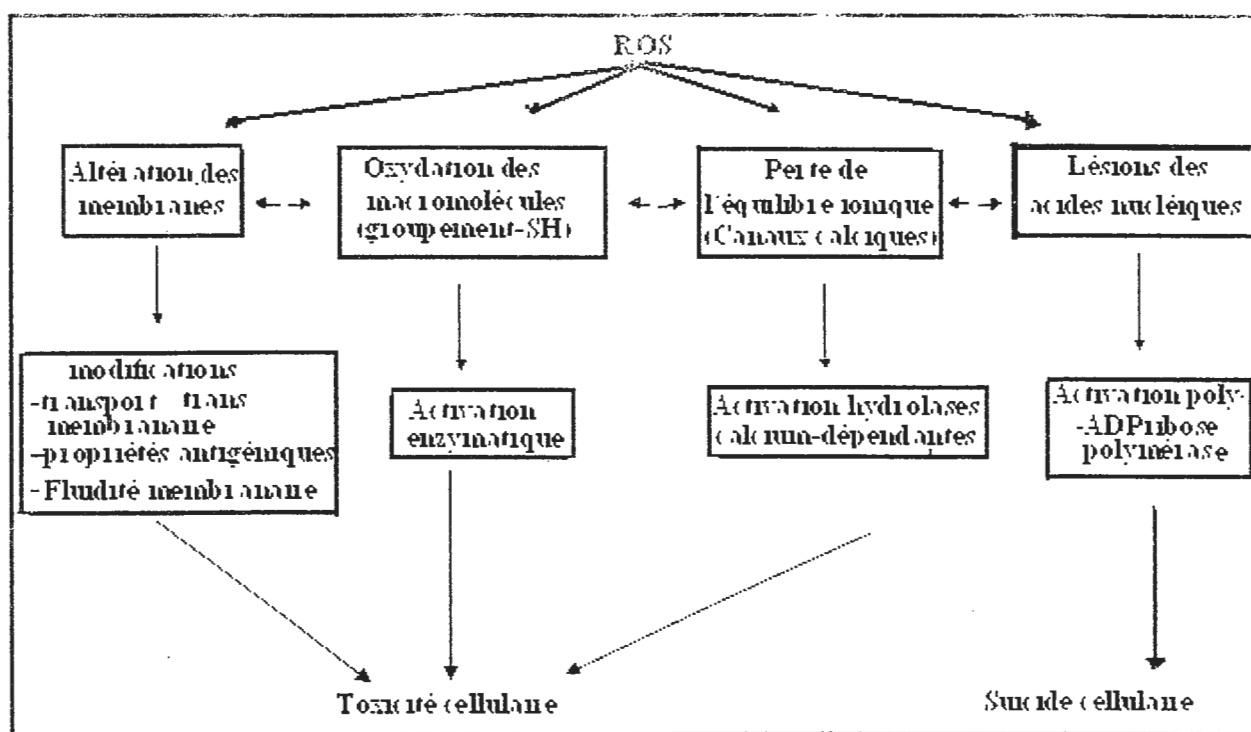 ROS
Altération des
membranes
Oxydation des
macromolécules
(groupement-SH)
Perte de
l'équilibre ionique
(Canaux calciques)
Lésions des
acides nucléiques
modifications
-transport trans
membranaire
-propriétés antigéniques
-Fluidité membranaire
Activation
enzymatique
Activation hydrolases
calcium-dépendantes
Activation poly-
-ADPribose
polymérase
Toxicité cellulaire
Suicide cellulaire